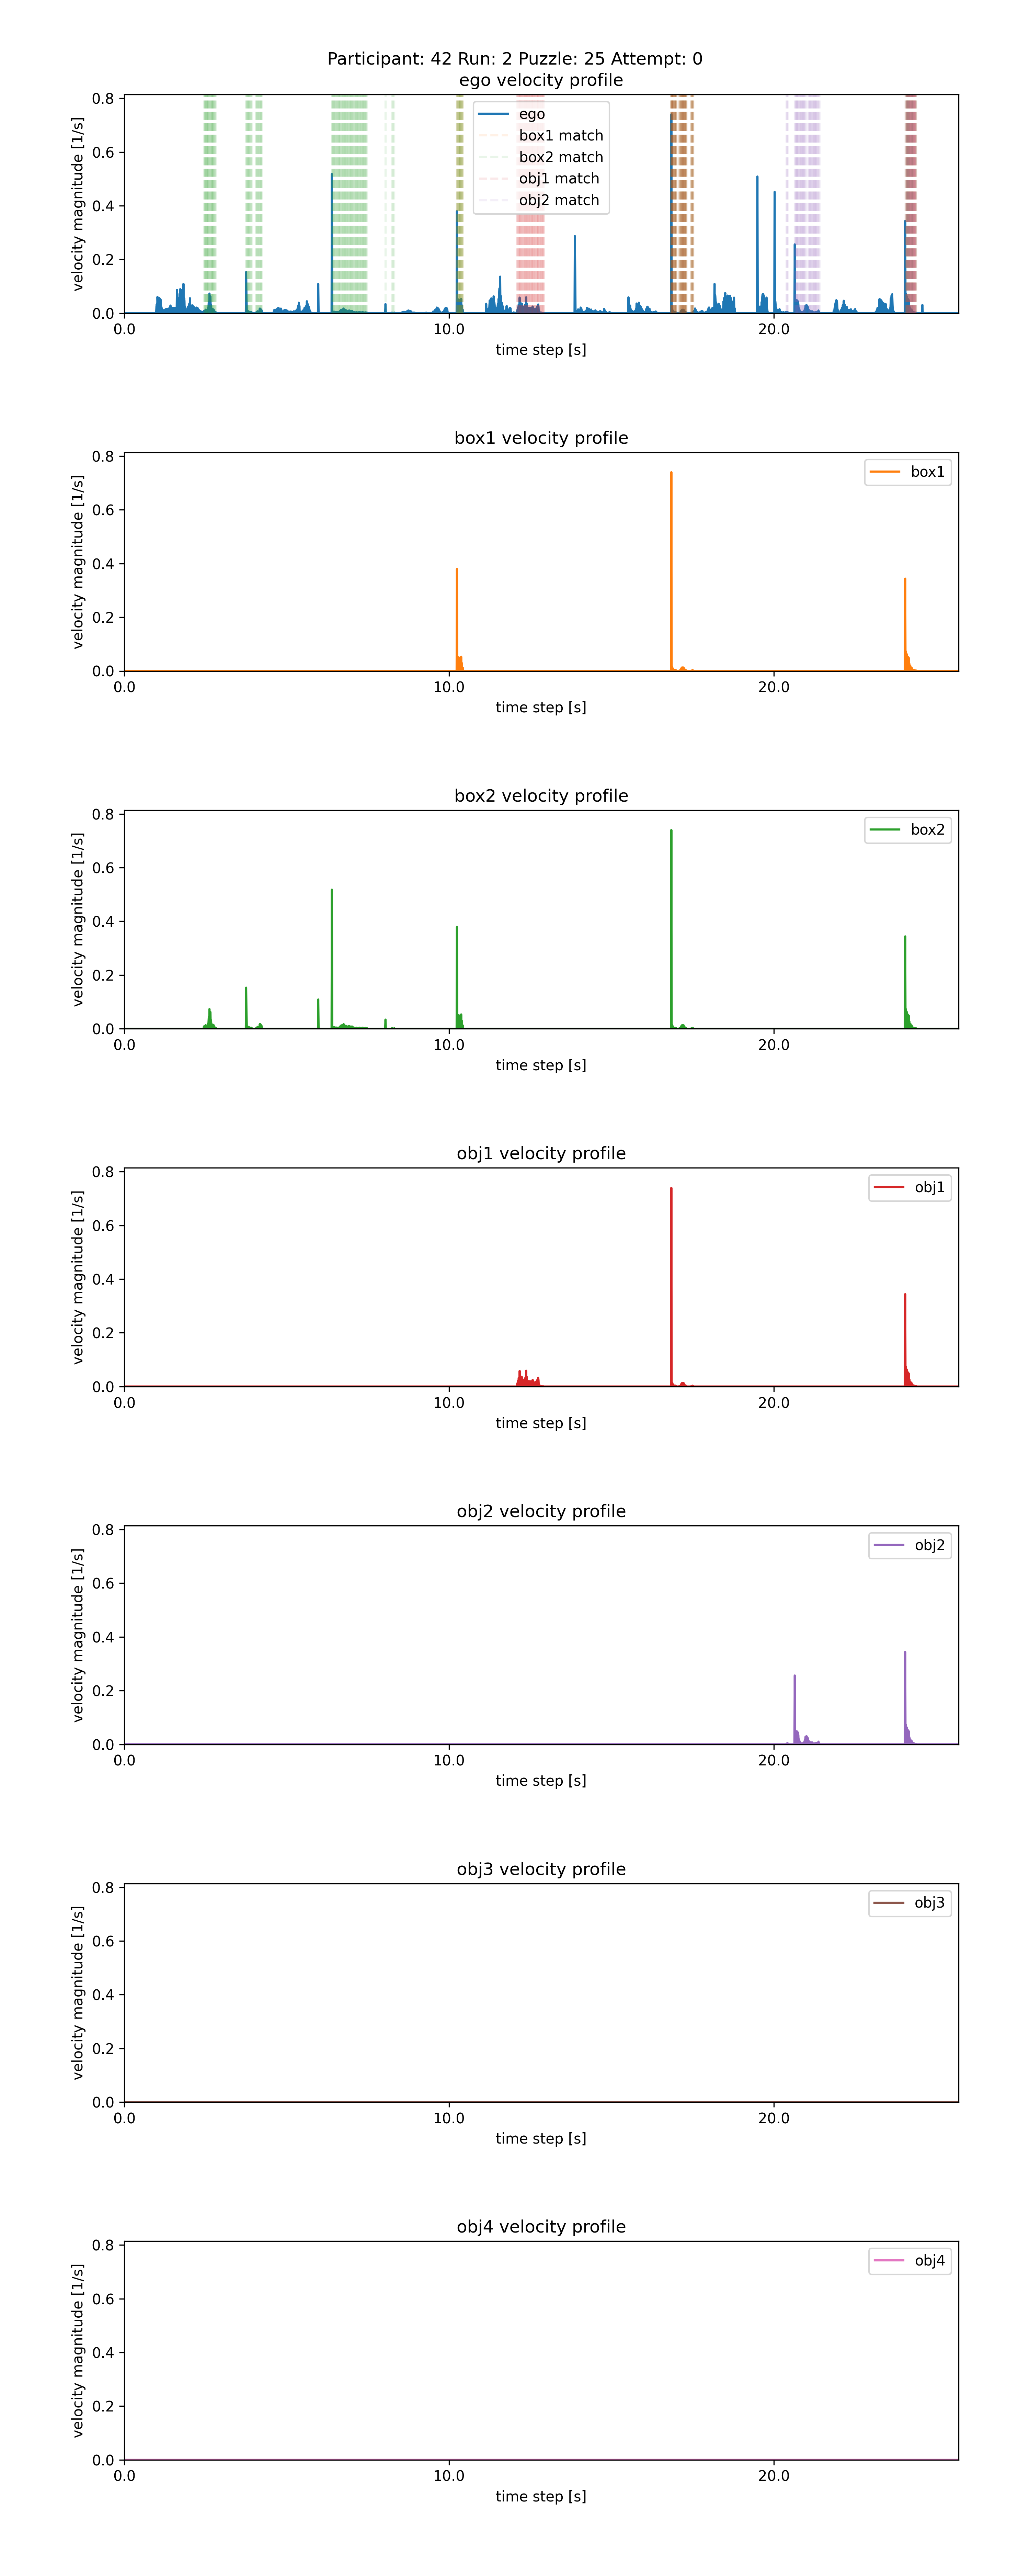 Participant: 42 Run: 2 Puzzle: 25 Attempt: 0
ego velocity profile
velocity magnitude [1/s]
0.8
0.6
0.4
0.2
0.0
ego
box1 match
box2 match
obj1 match
obj2 match
0.0 10.0 20.0
time step [s]
box1 velocity profile
velocity magnitude [1/s]
0.8
0.6
0.4
0.2
0.0
box1
0.0 10.0 20.0
time step [s]
box2 velocity profile
velocity magnitude [1/s]
0.8
0.6
0.4
0.2
0.0
box2
0.0 10.0 20.0
time step [s]
obj1 velocity profile
velocity magnitude [1/s]
0.8
0.6
0.4
0.2
0.0
obj1
0.0 10.0 20.0
time step [s]
obj2 velocity profile
velocity magnitude [1/s]
0.8
0.6
0.4
0.2
0.0
obj2
0.0 10.0 20.0
time step [s]
obj3 velocity profile
velocity magnitude [1/s]
0.8
0.6
0.4
0.2
0.0
obj3
0.0 10.0 20.0
time step [s]
obj4 velocity profile
velocity magnitude [1/s]
0.8
0.6
0.4
0.2
0.0
obj4
0.0 10.0 20.0
time step [s]